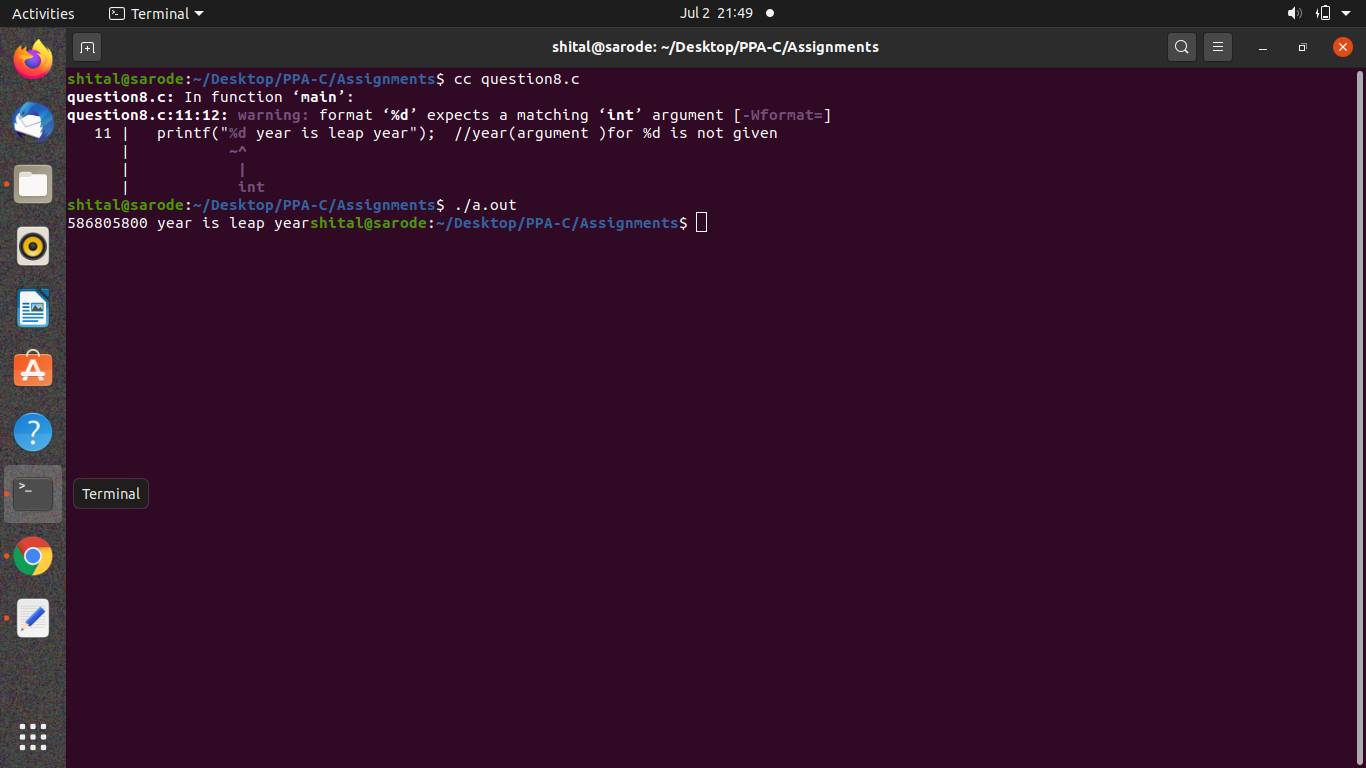 Activities
Terminal
Jul 2 21:49
shital@sarode: ~/Desktop/PPA-C/Assignments
shital@sarode:~/Desktop/PPA-C/Assignments$ cc question8.c
question8.c: In function ‘main’:
question8.c:11:12: warning: format ‘%d’ expects a matching ‘int’ argument [-Wformat=]
   11 |   printf("%d year is leap year");  //year(argument )for %d is not given
      |           ~^
      |            |
      |            int
shital@sarode:~/Desktop/PPA-C/Assignments$ ./a.out
586805800 year is leap yearshital@sarode:~/Desktop/PPA-C/Assignments$
>_
Terminal